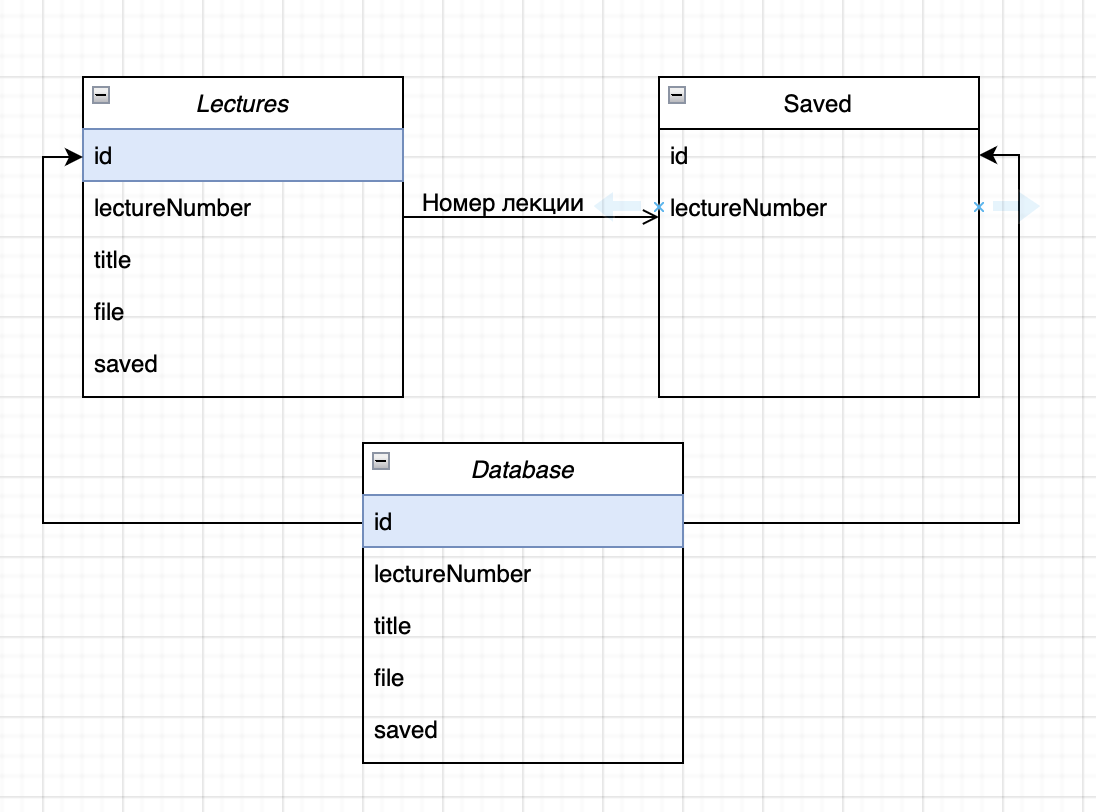 Lectures
id
lectureNumber
title
file
saved
Номер лекции
Saved
id
lectureNumber
Database
id
lectureNumber
title
file
saved